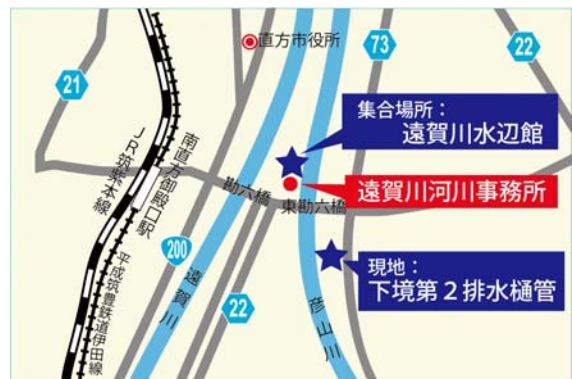 直方市役所
73
22
21
集合場所：
遠賀川水辺館
遠賀川河川事務所
南直方御殿口駅
JR筑紫本線
勘六橋
東勘六橋
200
遠賀川
22
現地：
下境第２排水樋管
彦山川
平成筑豊鉄道伊田線